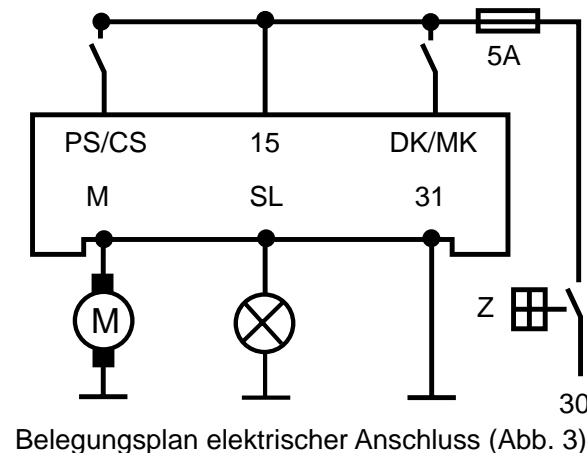 5A
PS/CS 15 DK/MK
M SL 31
M
Z
30
Belegungsplan elektrischer Anschluss (Abb. 3)